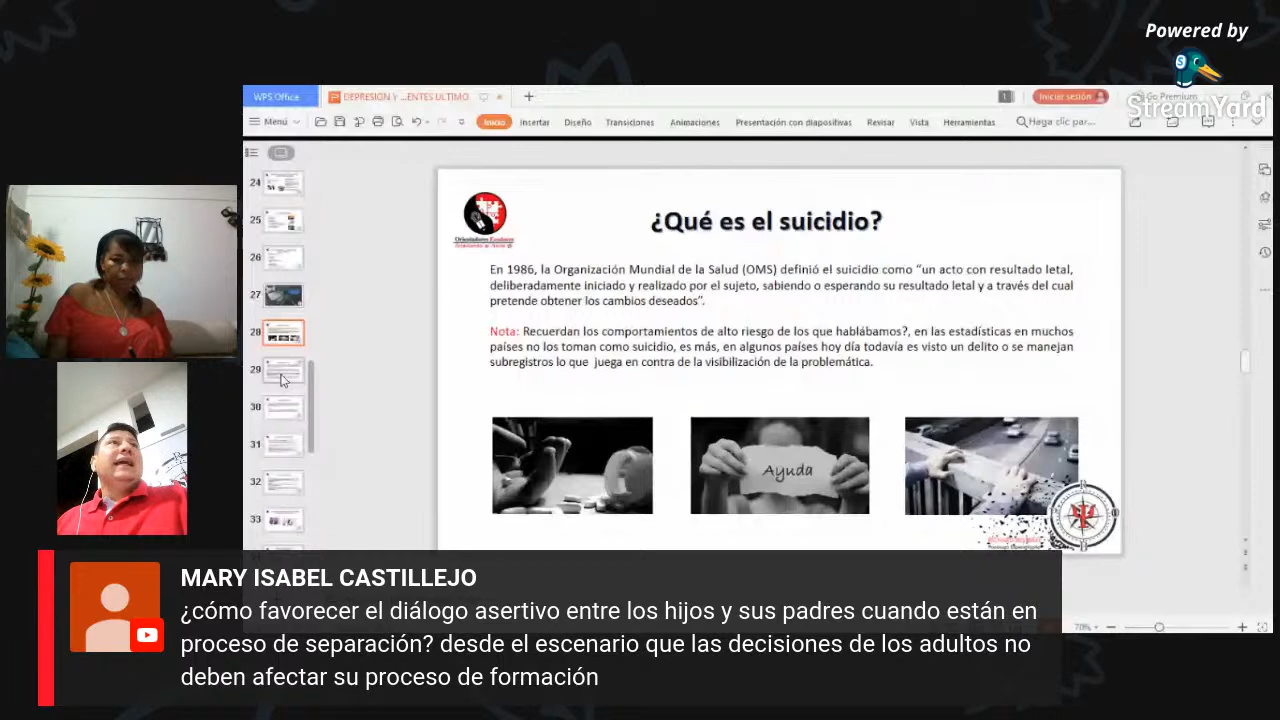 Powered by
StreamYard
WPS Office
DEPRESION Y ...ENTES ULTIMO
+
1
Iniciar sesión
Go Premium
Menú
Inicio
Insertar
Diseño
Transiciones
Animaciones
Presentación con diapositivas
Revisar
Vista
Herramientas
Haga clic par...
24
25
26
27
28
29
30
31
32
33
¿Qué es el suicidio?
En 1986, la Organización Mundial de la Salud (OMS) definió el suicidio como “un acto con resultado letal,
deliberadamente iniciado y realizado por el sujeto, sabiendo o esperando su resultado letal y a través del cual
pretende obtener los cambios deseados”.
Nota: Recuerdan los comportamientos de alto riesgo de los que hablábamos?, en las estadísticas en muchos
países no los toman como suicidio, es más, en algunos países hoy día todavía es visto un delito o se manejan
subregistros lo que juega en contra de la visibilización de la problemática.
Orientadores Escolares
Ayuda
70%
MARY ISABEL CASTILLEJO
¿cómo favorecer el diálogo asertivo entre los hijos y sus padres cuando están en
proceso de separación? desde el escenario que las decisiones de los adultos no
deben afectar su proceso de formación